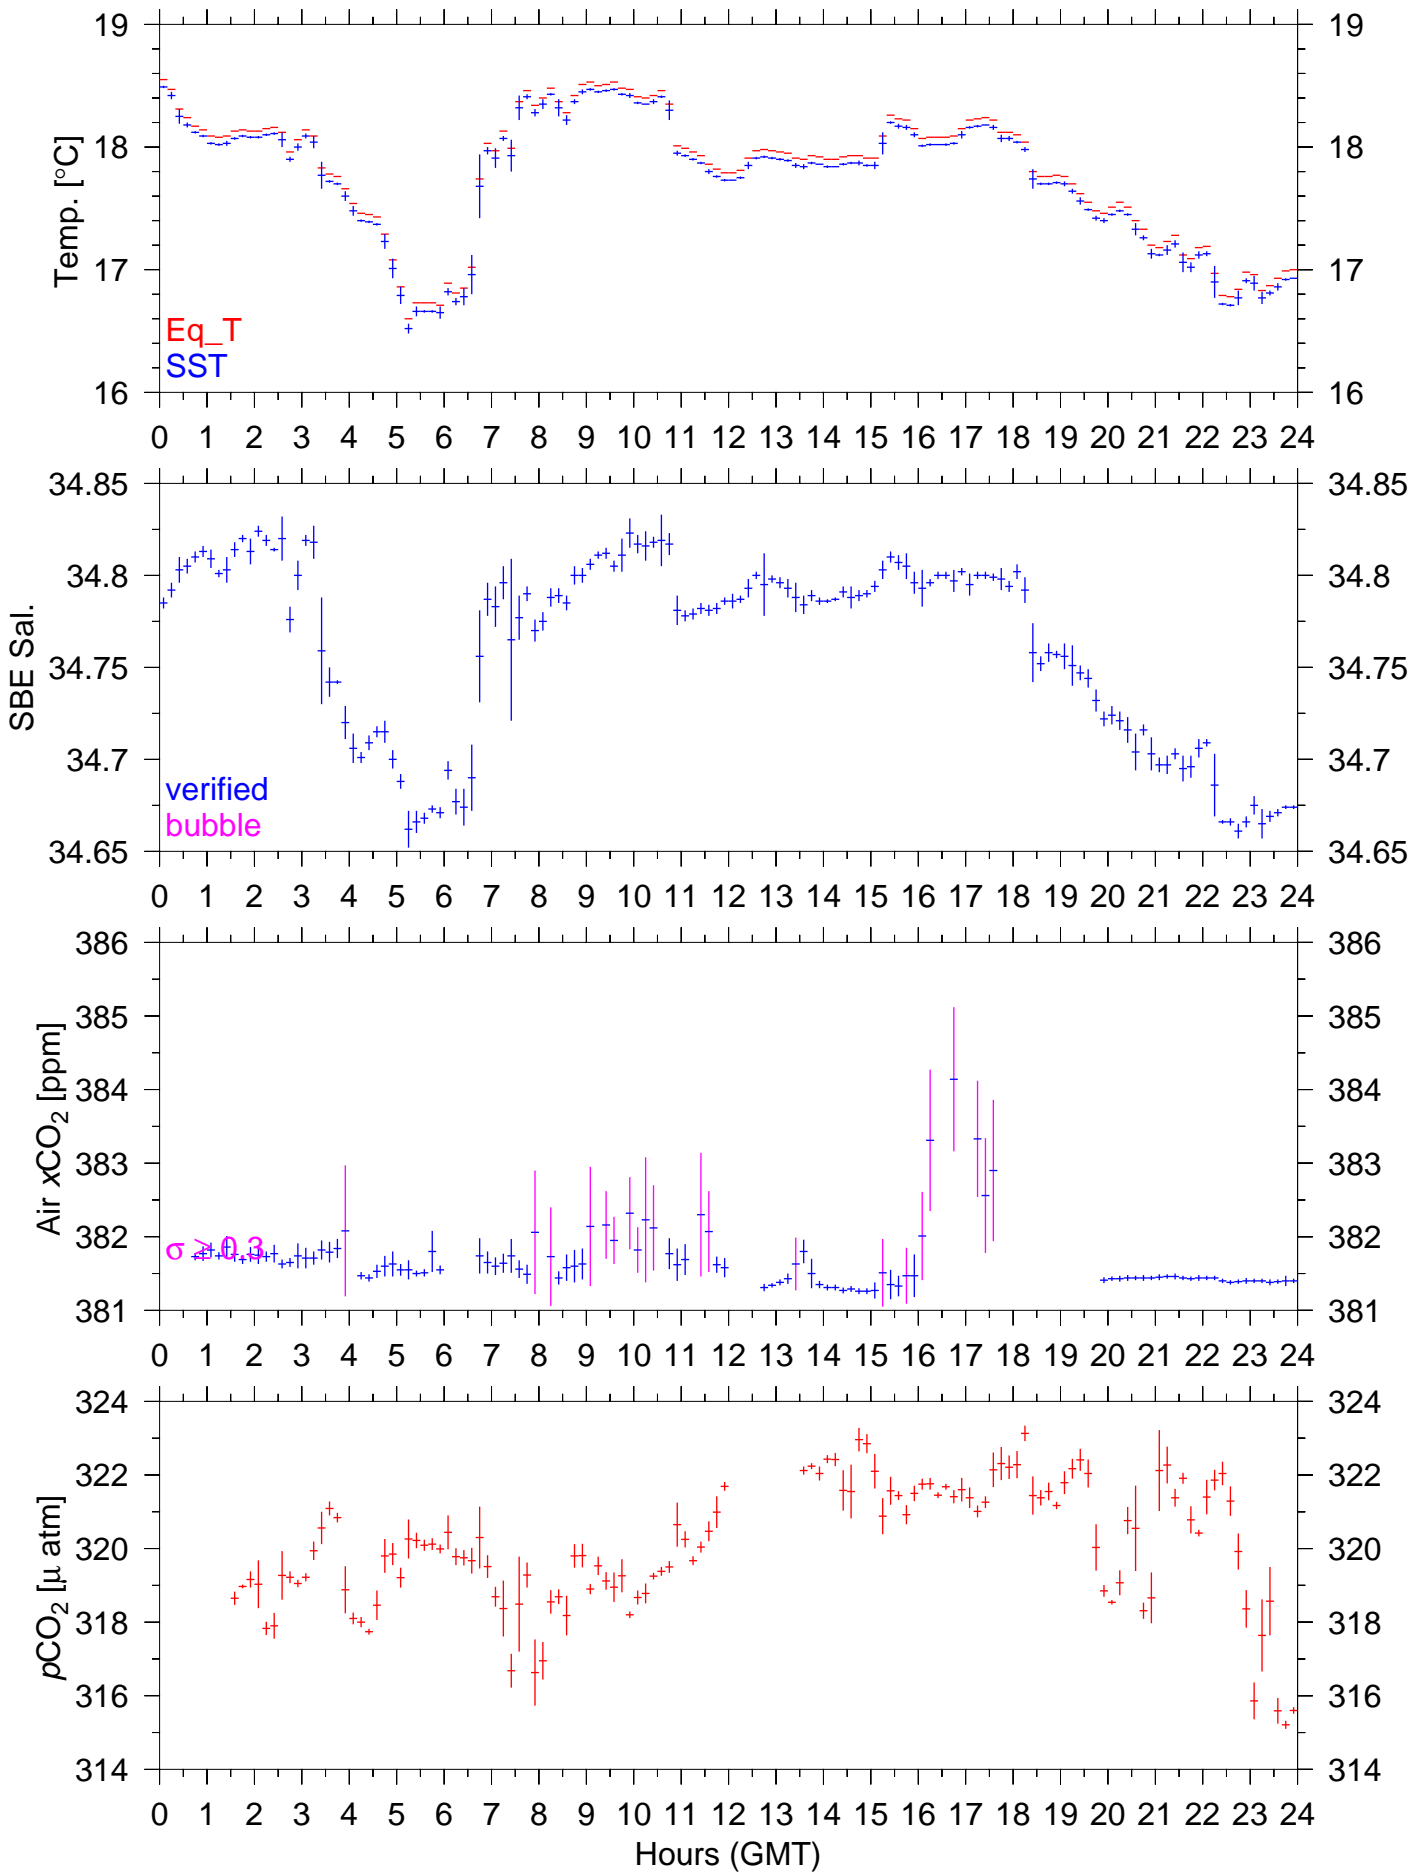 19 19
18 18
17 17
16 16
Temp. [°C]
Eq_T
SST
0 1 2 3 4 5 6 7 8 9 10 11 12 13 14 15 16 17 18 19 20 21 22 23 24
34.85 34.85
34.8 34.8
34.75 34.75
34.7 34.7
34.65 34.65
SBE Sal.
verified
bubble
0 1 2 3 4 5 6 7 8 9 10 11 12 13 14 15 16 17 18 19 20 21 22 23 24
386 386
385 385
384 384
383 383
382 382
381 381
Air xCO₂ [ppm]
σ ≥ 0.3
0 1 2 3 4 5 6 7 8 9 10 11 12 13 14 15 16 17 18 19 20 21 22 23 24
324 324
322 322
320 320
318 318
316 316
314 314
pCO₂ [μ atm]
0 1 2 3 4 5 6 7 8 9 10 11 12 13 14 15 16 17 18 19 20 21 22 23 24
Hours (GMT)